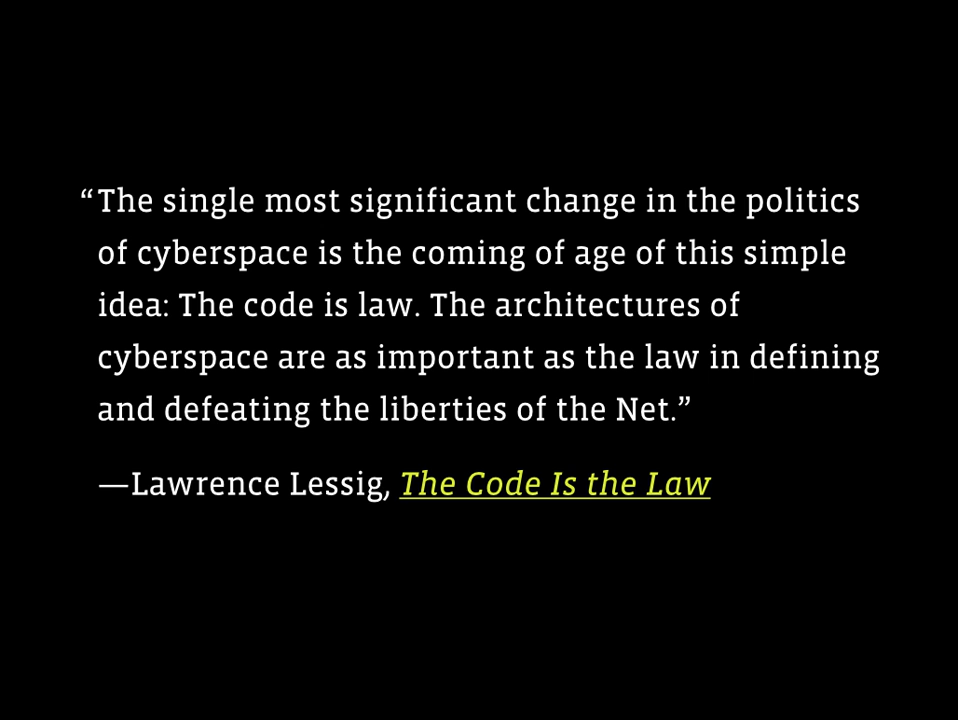 “The single most significant change in the politics
of cyberspace is the coming of age of this simple
idea: The code is law. The architectures of
cyberspace are as important as the law in defining
and defeating the liberties of the Net.”
—Lawrence Lessig, The Code Is the Law